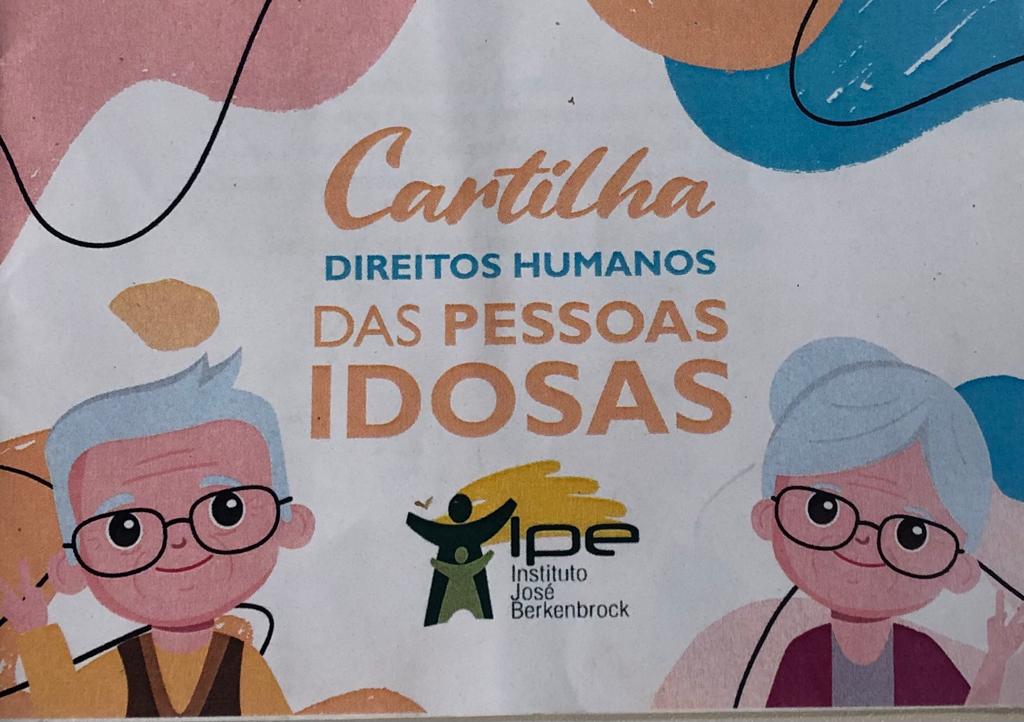 Cartilha
DIREITOS HUMANOS
DAS PESSOAS
IDOSAS
Ipe
Instituto
José
Berkenbrock